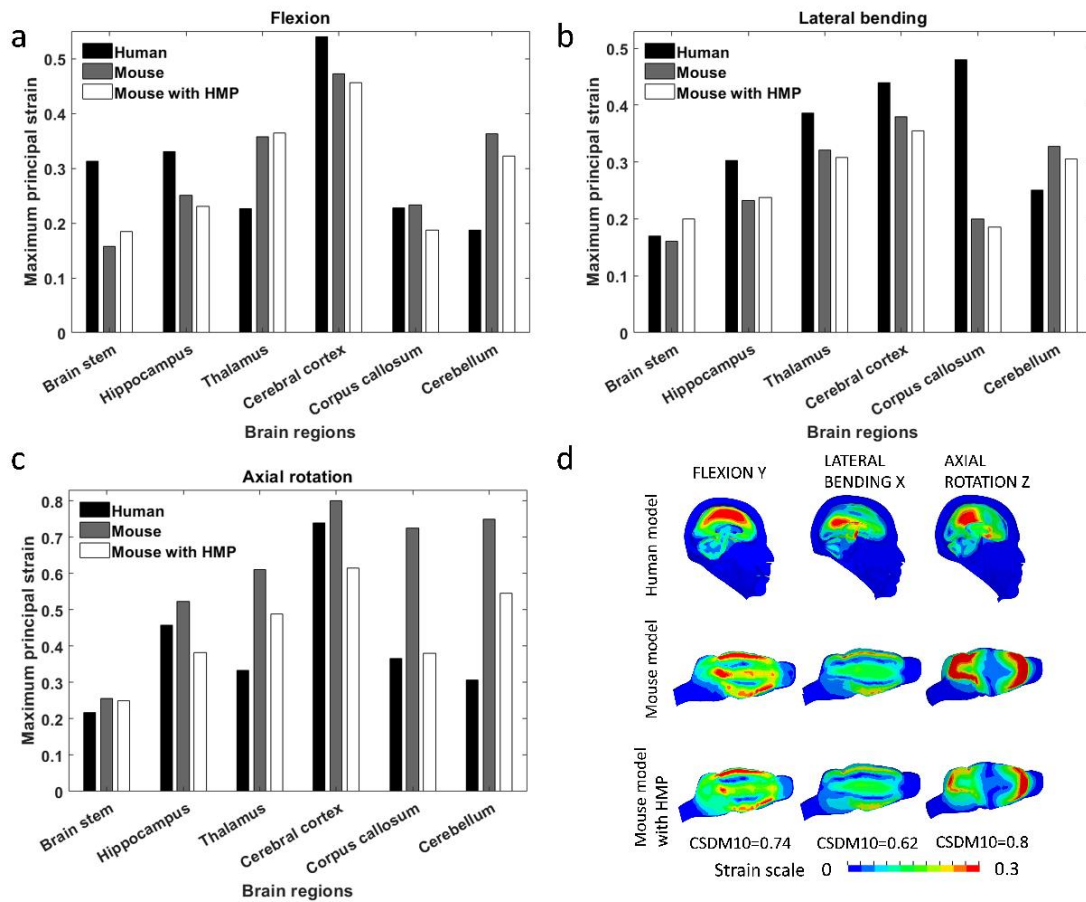 a
Flexion
Human
Mouse
Mouse with HMP
Maximum principal strain
0.5
0.4
0.3
0.2
0.1
0
Brain stem
Hippocampus
Thalamus
Cerebral cortex
Corpus callosum
Cerebellum
Brain regions
b
Lateral bending
Human
Mouse
Mouse with HMP
Maximum principal strain
0.5
0.4
0.3
0.2
0.1
0
Brain stem
Hippocampus
Thalamus
Cerebral cortex
Corpus callosum
Cerebellum
Brain regions
c
Axial rotation
Human
Mouse
Mouse with HMP
Maximum principal strain
0.8
0.7
0.6
0.5
0.4
0.3
0.2
0.1
0
Brain stem
Hippocampus
Thalamus
Cerebral cortex
Corpus callosum
Cerebellum
Brain regions
d
FLEXION Y
LATERAL
BENDING X
AXIAL
ROTATION Z
Human model
Mouse model
Mouse model
with HMP
CSDM10=0.74
CSDM10=0.62
CSDM10=0.8
Strain scale
0
0.3